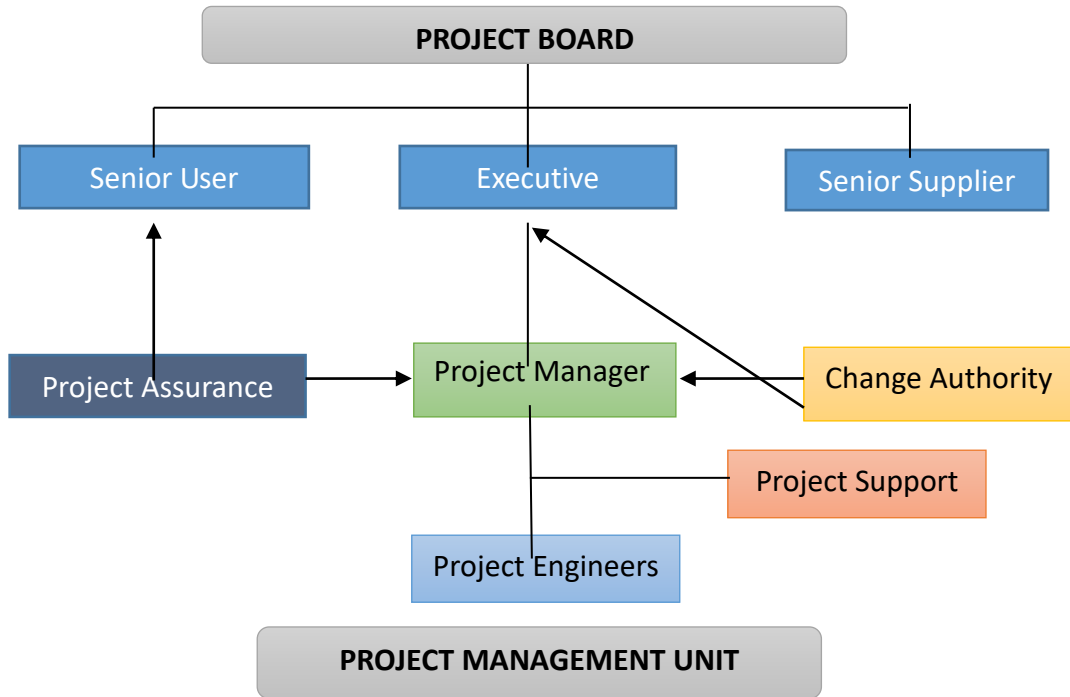 PROJECT BOARD
Senior User
Executive
Senior Supplier
Project Assurance
Project Manager
Change Authority
Project Support
Project Engineers
PROJECT MANAGEMENT UNIT